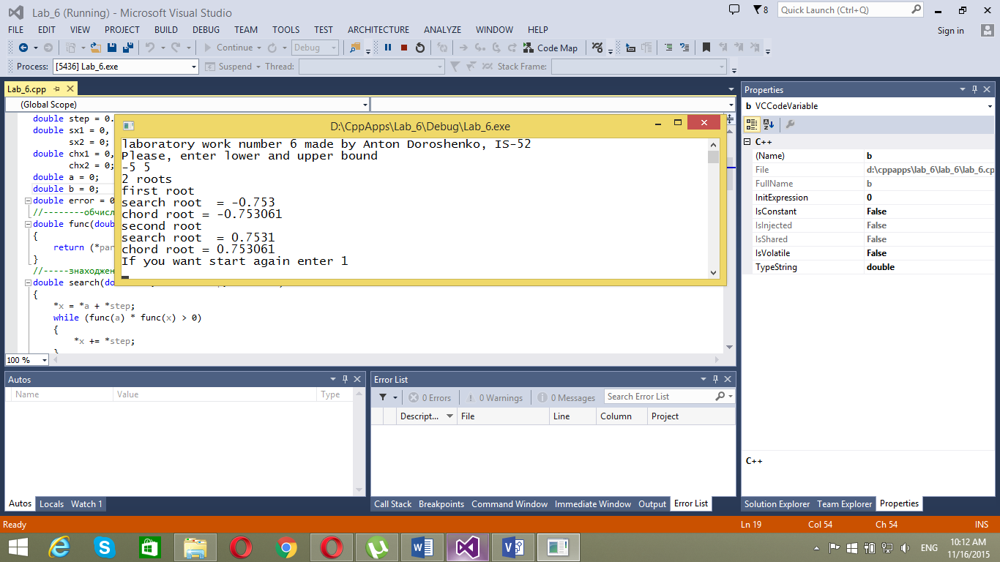 Lab_6 (Running) - Microsoft Visual Studio
8
Quick Launch (Ctrl+Q)
FILE EDIT VIEW PROJECT BUILD DEBUG TEAM TOOLS TEST ARCHITECTURE ANALYZE WINDOW HELP
Sign in
Continue Debug Code Map
Process: [5436] Lab_6.exe Suspend Thread: Stack Frame:
Lab_6.cpp
(Global Scope)
double step = 0.
double sx1 = 0,
sx2 = 0;
double chx1 = 0,
chx2 = 0;
double a = 0;
double b = 0;
double error = 0
//--------обчисл
double func(doub
{
return (*par
}
//-----знаходжен
double search(do
{
*x = *a + *step;
while (func(a) * func(x) > 0)
{
*x += *step;
}
100 %
D:\CppApps\Lab_6\Debug\Lab_6.exe
laboratory work number 6 made by Anton Doroshenko, IS-52
Please, enter lower and upper bound
-5 5
2 roots
first root
search root  = -0.753
chord root = -0.753061
second root
search root  = 0.7531
chord root = 0.753061
If you want start again enter 1
Properties
b VCCodeVariable
C++
(Name) b
File d:\cppapps\lab_6\lab_6\lab_6.cp
FullName b
InitExpression 0
IsConstant False
IsInjected False
IsShared False
IsVolatile False
TypeString double
C++
Autos
Name Value Type
Autos Locals Watch 1
Error List
0 Errors 0 Warnings 0 Messages Search Error List
Descript... File Line Column Project
Call Stack Breakpoints Command Window Immediate Window Output Error List
Solution Explorer Team Explorer Properties
Ready Ln 19 Col 54 Ch 54 INS
ENG
10:12 AM
11/16/2015